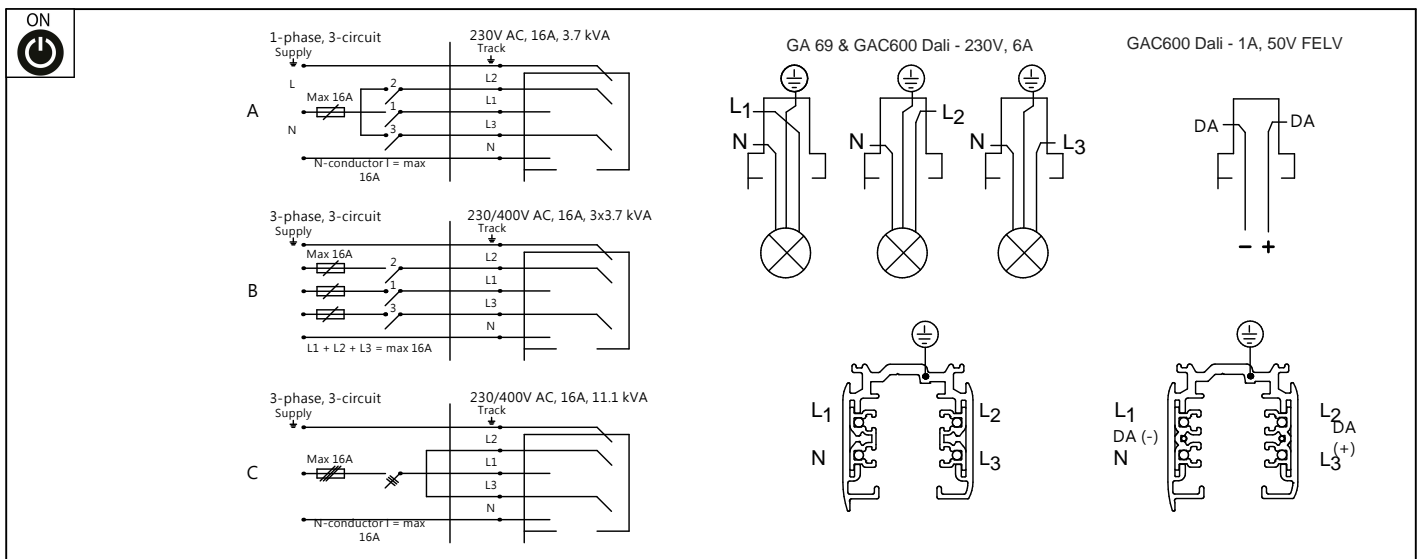 ON
1-phase, 3-circuit
Supply
230V AC, 16A, 3.7 kVA
Track
A
L
Max 16A
N
2
1
3
L2
L1
L3
N
N-conductor I = max
16A
3-phase, 3-circuit
Supply
230/400V AC, 16A, 3x3.7 kVA
Track
B
Max 16A
2
1
3
L2
L1
L3
N
L1 + L2 + L3 = max 16A
3-phase, 3-circuit
Supply
230/400V AC, 16A, 11.1 kVA
Track
C
Max 16A
L2
L1
L3
N
N-conductor I = max
16A
GA 69 & GAC600 Dali - 230V, 6A
L1
N
N
L2
N
L3
GAC600 Dali - 1A, 50V FELV
DA
DA
- +
L1
N
L2
L3
L1
DA (-)
N
L2
DA
(+)
L3